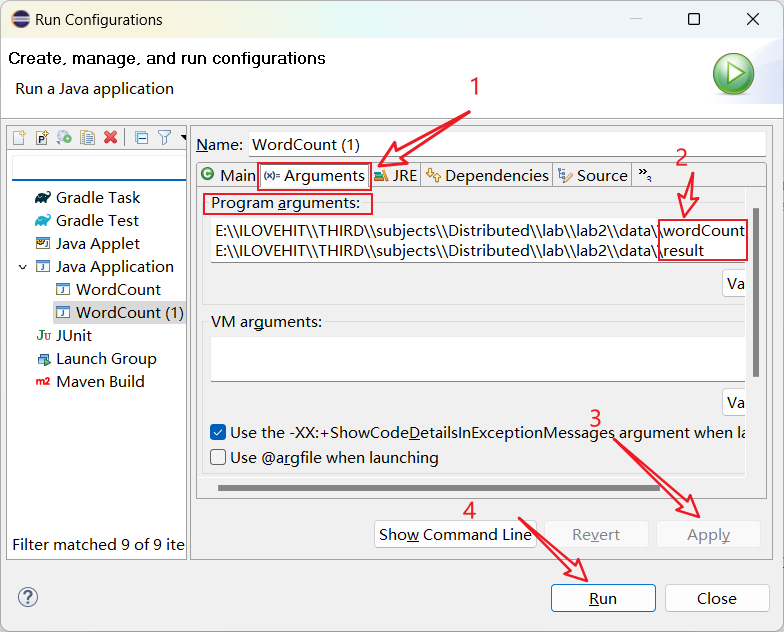 Run Configurations
Create, manage, and run configurations
Run a Java application
1
Name: WordCount (1)
2
Main
(x)= Arguments
JRE
Dependencies
Source
»3
Program arguments:
E:\\ILOVEHIT\\THIRD\\subjects\\Distributed\\lab\\lab2\\data\\wordCount
E:\\ILOVEHIT\\THIRD\\subjects\\Distributed\\lab\\lab2\\data\\result
Va
VM arguments:
Va
Use the -XX:+ShowCodeDetailsInExceptionMessages argument when la
3
Use @argfile when launching
Gradle Task
Gradle Test
Java Applet
Java Application
WordCount
WordCount (1)
Ju JUnit
Launch Group
m2 Maven Build
Filter matched 9 of 9 ite
4
Show Command Line
Revert
Apply
Run
Close